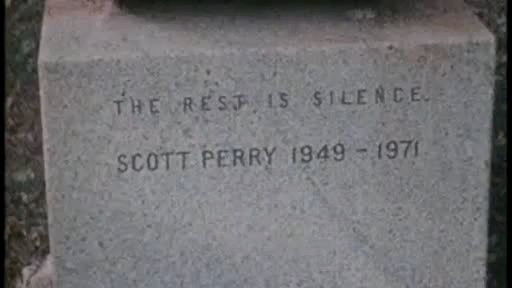 THE REST IS SILENCE.
SCOTT PERRY 1949 - 1971